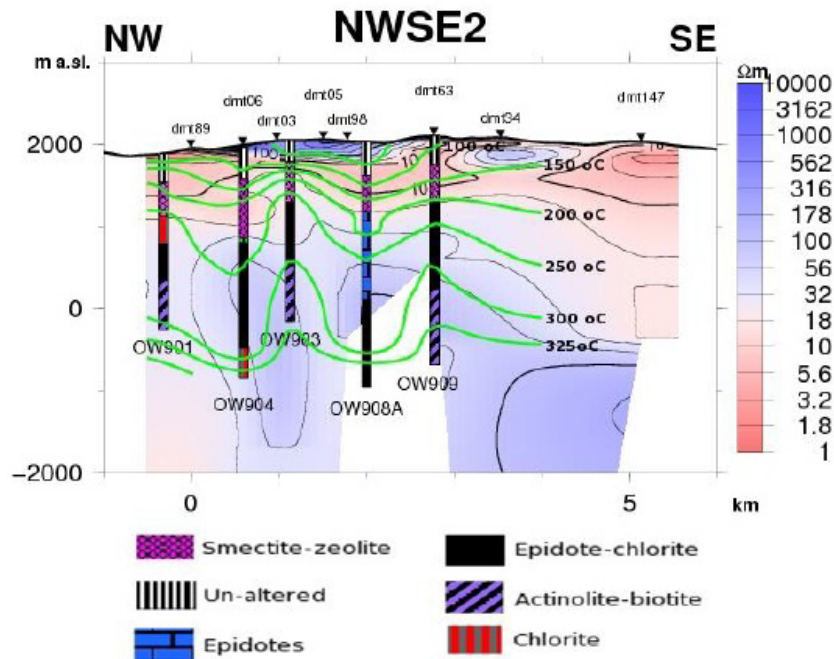 NW NWSE2 SE
m a.sl.
Ωm
dmt89
dmt06
dmt03
dmt05
dmt98
dmt63
dmt34
dmt147
2000
0
−2000
100
10
10
100 oC
150 oC
200 oC
250 oC
300 oC
325oC
OW901
OW904
OW903
OW908A
OW909
10000
3162
1000
562
316
178
100
56
32
18
10
5.6
3.2
1.8
1
0 5 km
Smectite-zeolite
Un-altered
Epidotes
Epidote-chlorite
Actinolite-biotite
Chlorite